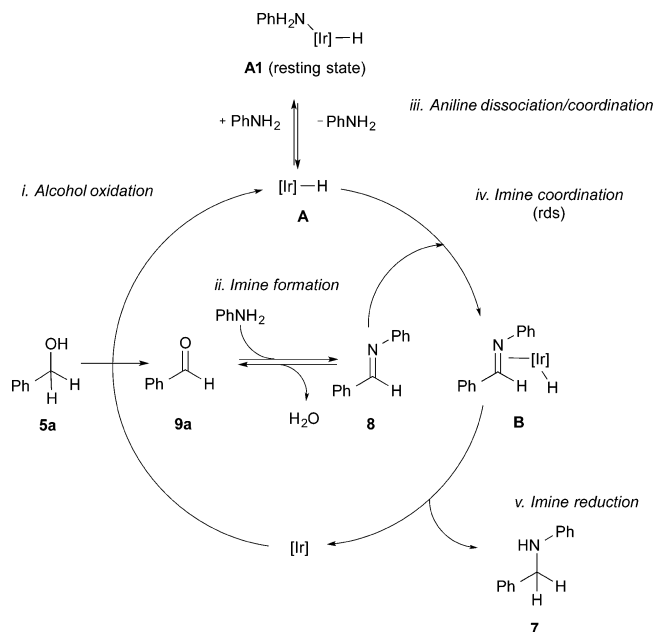 PhH2N
[Ir]—H
A1 (resting state)
+ PhNH2
- PhNH2
iii. Aniline dissociation/coordination
i. Alcohol oxidation
[Ir]—H
A
iv. Imine coordination
(rds)
ii. Imine formation
PhNH2
OH
Ph
H
H
5a
O
Ph
H
9a
H2O
Ph
N
Ph
H
8
Ph
N
[Ir]
H
Ph
H
B
v. Imine reduction
[Ir]
Ph
HN
Ph
H
H
7